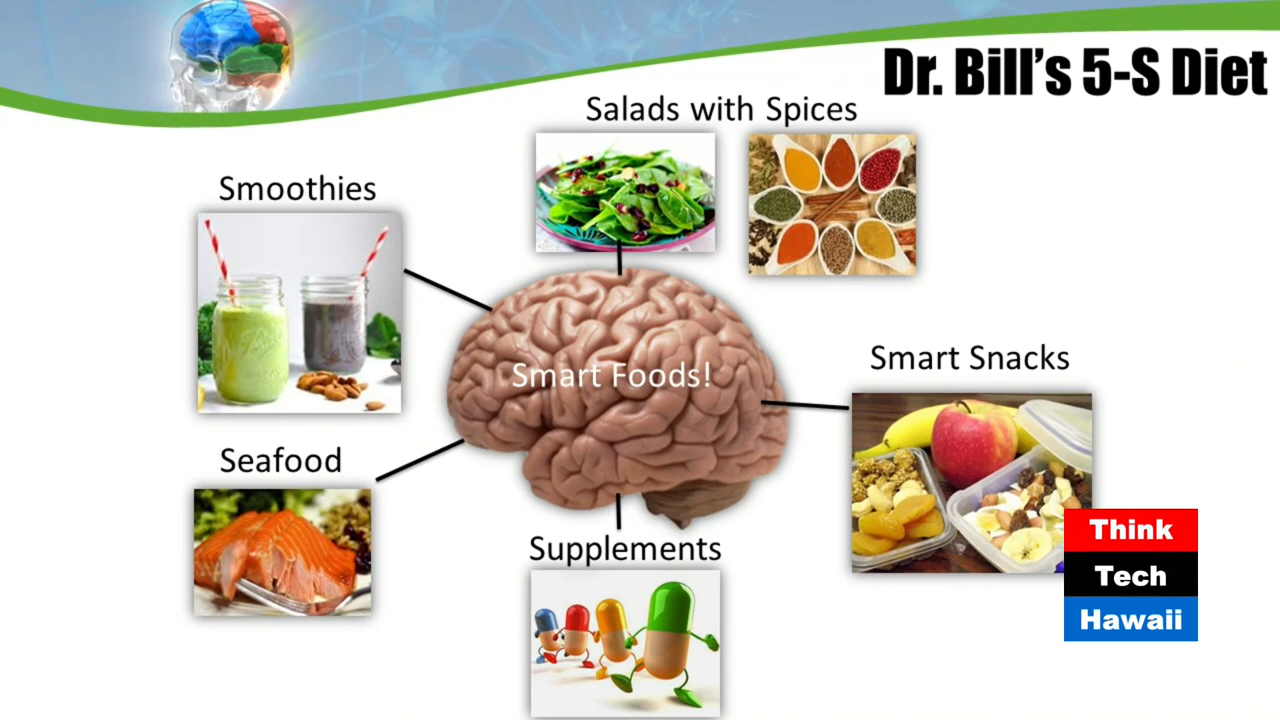 Dr. Bill's 5-S Diet
Salads with Spices
Smoothies
Smart Foods!
Smart Snacks
Seafood
Supplements
Think
Tech
Hawaii